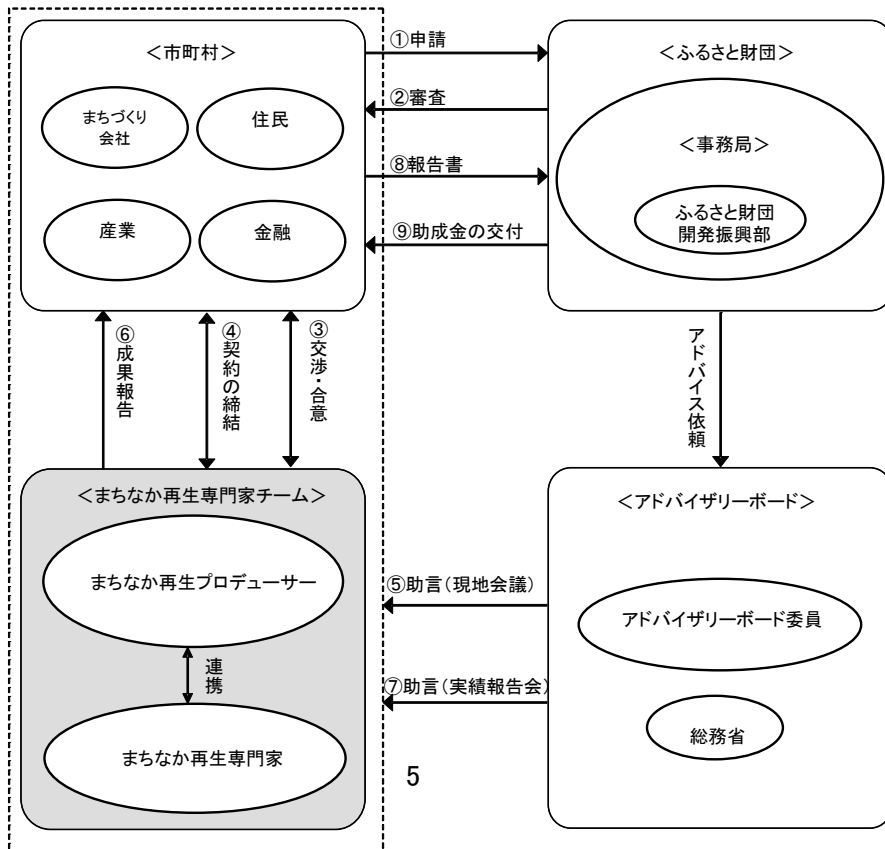 ＜市町村＞
まちづくり
会社
住民
産業
金融
①申請
②審査
⑧報告書
⑨助成金の交付
＜ふるさと財団＞
＜事務局＞
ふるさと財団
開発振興部
⑥成果報告
④契約の締結
③交渉・合意
アドバイス依頼
＜まちなか再生専門家チーム＞
まちなか再生プロデューサー
連携
まちなか再生専門家
⑤助言（現地会議）
⑦助言（実績報告会）
＜アドバイザリーボード＞
アドバイザリーボード委員
総務省
5